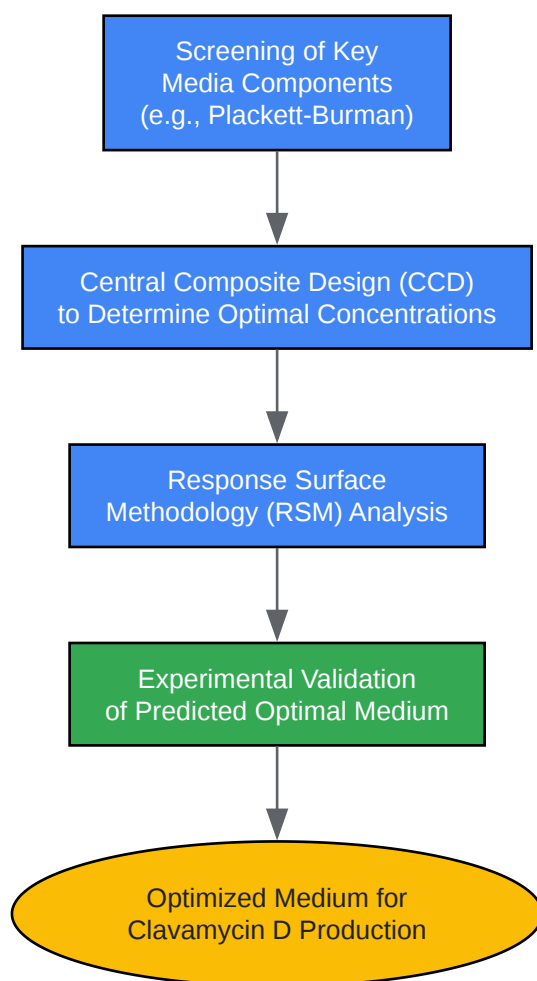 Screening of Key
Media Components
(e.g., Plackett-Burman)
Central Composite Design (CCD)
to Determine Optimal Concentrations
Response Surface
Methodology (RSM) Analysis
Experimental Validation
of Predicted Optimal Medium
Optimized Medium for
Clavamycin D Production